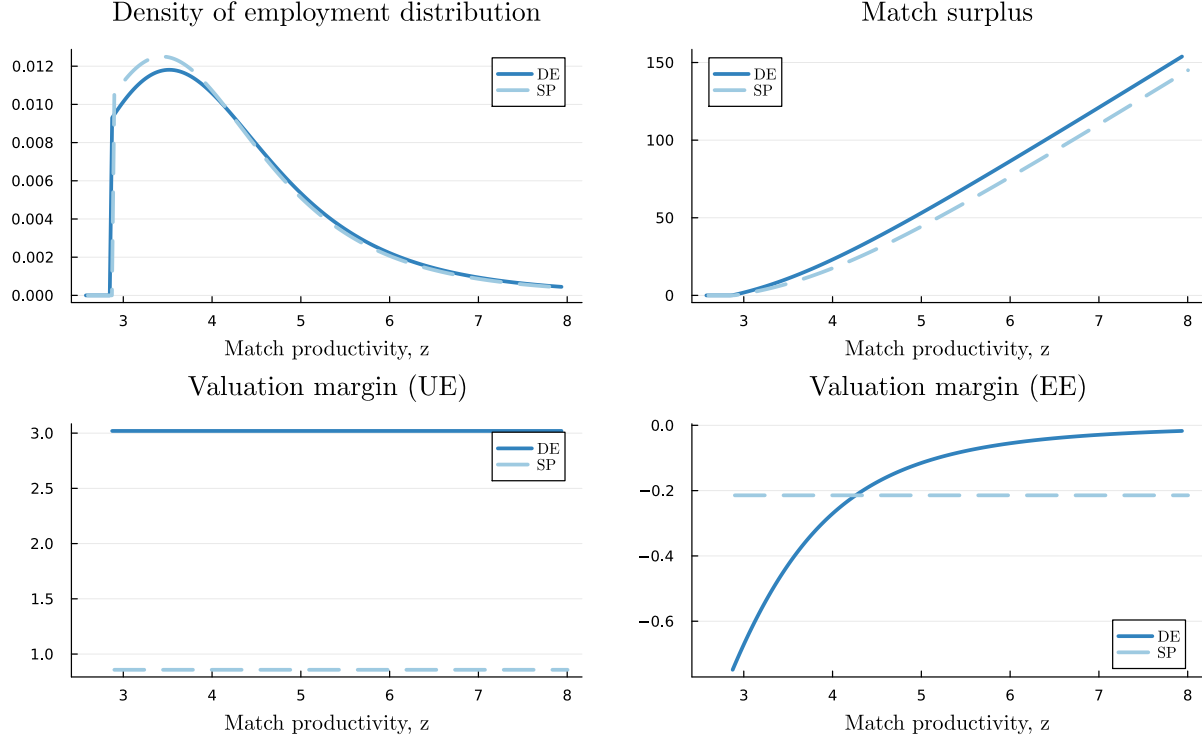 Density of employment distribution
0.012
0.010
0.008
0.006
0.004
0.002
0.000
DE
SP
3 4 5 6 7 8
Match productivity, z
Match surplus
150
100
50
0
DE
SP
3 4 5 6 7 8
Match productivity, z
Valuation margin (UE)
3.0
2.5
2.0
1.5
1.0
DE
SP
3 4 5 6 7 8
Match productivity, z
Valuation margin (EE)
0.0
−0.2
−0.4
−0.6
DE
SP
3 4 5 6 7 8
Match productivity, z